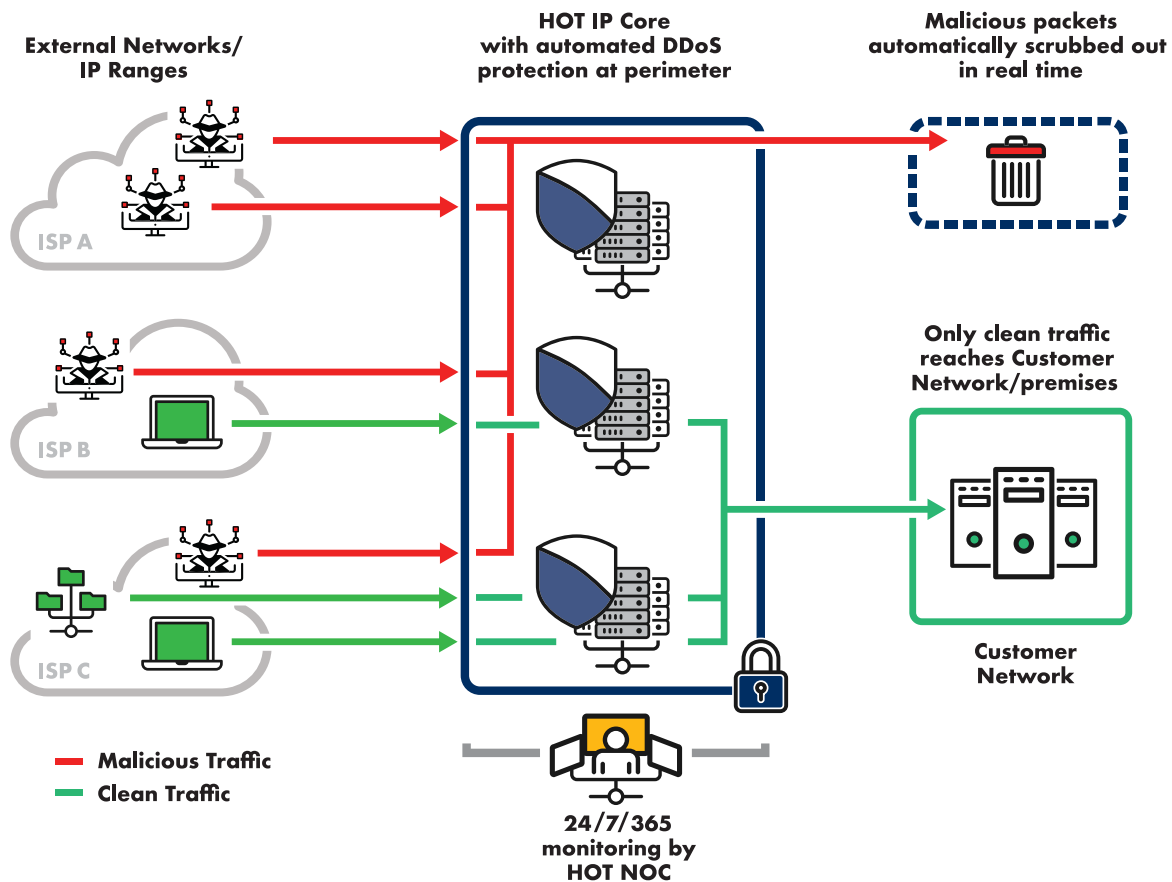 External Networks/
IP Ranges
HOT IP Core
with automated DDoS
protection at perimeter
Malicious packets
automatically scrubbed out
in real time
ISP A
ISP B
ISP C
Only clean traffic
reaches Customer
Network/premises
Customer
Network
Malicious Traffic
Clean Traffic
24/7/365
monitoring by
HOT NOC